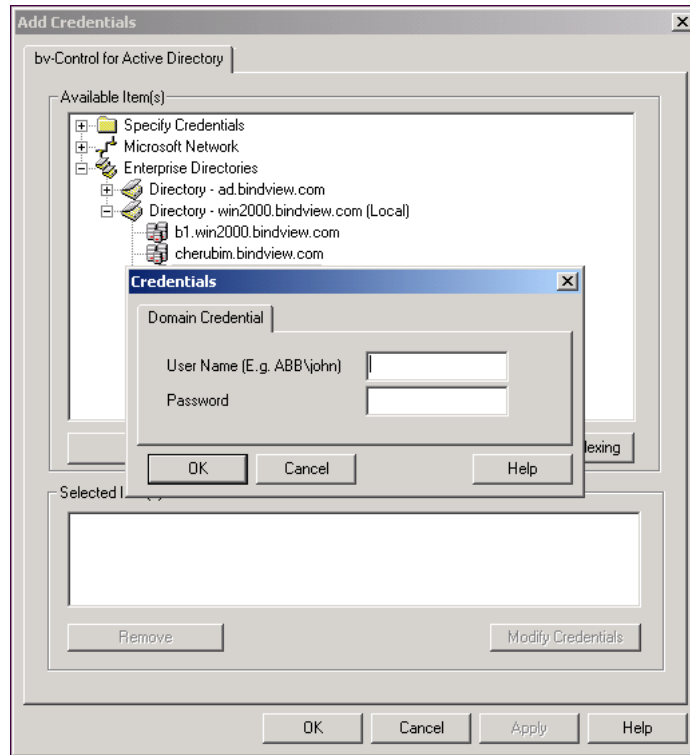 Add Credentials
bv-Control for Active Directory
Available Item(s)
Specify Credentials
Microsoft Network
Enterprise Directories
Directory - ad.bindview.com
Directory - win2000.bindview.com (Local)
b1.win2000.bindview.com
cherubim.bindview.com
Credentials
Domain Credential
User Name (E.g. ABB\john)
Password
OK Cancel Help
Selected
Remove Modify Credentials
OK Cancel Apply Help